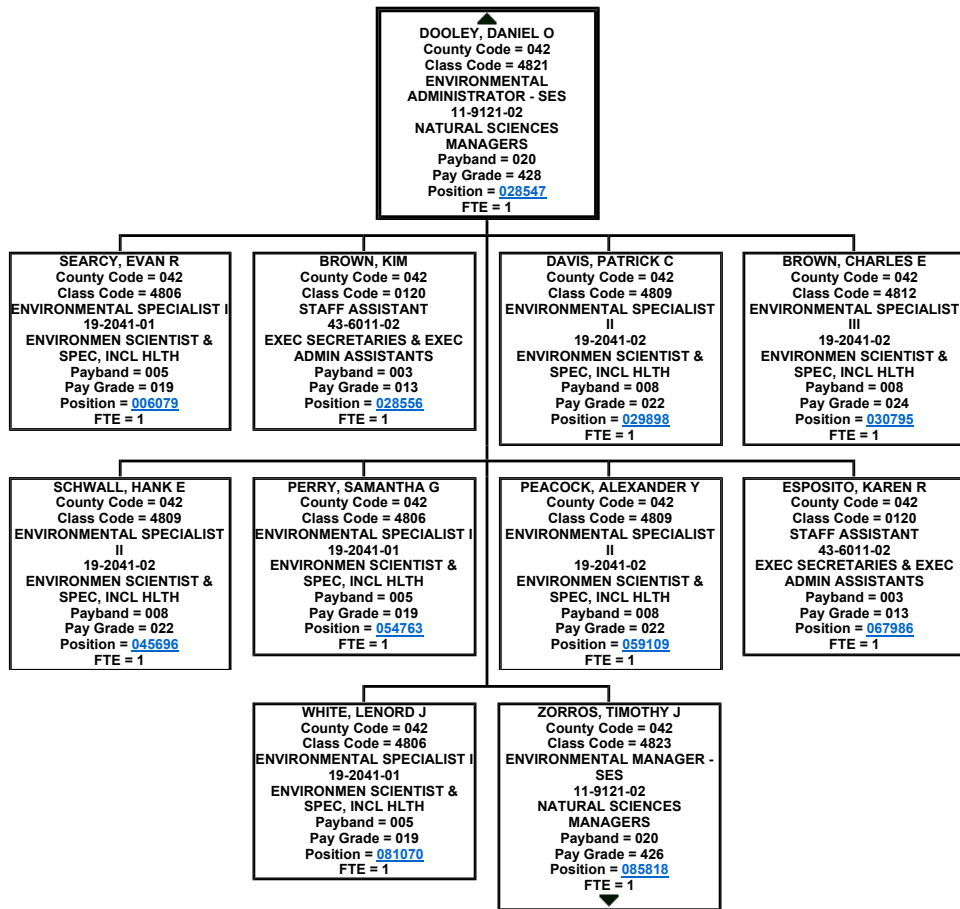 DOOLEY, DANIEL O
County Code = 042
Class Code = 4821
ENVIRONMENTAL
ADMINISTRATOR - SES
11-9121-02
NATURAL SCIENCES
MANAGERS
Payband = 020
Pay Grade = 428
Position = 028547
FTE = 1
SEARCY, EVAN R
County Code = 042
Class Code = 4806
ENVIRONMENTAL SPECIALIST I
19-2041-01
ENVIRONMEN SCIENTIST &
SPEC, INCL HLTH
Payband = 005
Pay Grade = 019
Position = 006079
FTE = 1
BROWN, KIM
County Code = 042
Class Code = 0120
STAFF ASSISTANT
43-6011-02
EXEC SECRETARIES & EXEC
ADMIN ASSISTANTS
Payband = 003
Pay Grade = 013
Position = 028556
FTE = 1
DAVIS, PATRICK C
County Code = 042
Class Code = 4809
ENVIRONMENTAL SPECIALIST
II
19-2041-02
ENVIRONMEN SCIENTIST &
SPEC, INCL HLTH
Payband = 008
Pay Grade = 022
Position = 029898
FTE = 1
BROWN, CHARLES E
County Code = 042
Class Code = 4812
ENVIRONMENTAL SPECIALIST
III
19-2041-02
ENVIRONMEN SCIENTIST &
SPEC, INCL HLTH
Payband = 008
Pay Grade = 024
Position = 030795
FTE = 1
SCHWALL, HANK E
County Code = 042
Class Code = 4809
ENVIRONMENTAL SPECIALIST
II
19-2041-02
ENVIRONMEN SCIENTIST &
SPEC, INCL HLTH
Payband = 008
Pay Grade = 022
Position = 045696
FTE = 1
PERRY, SAMANTHA G
County Code = 042
Class Code = 4806
ENVIRONMENTAL SPECIALIST I
19-2041-01
ENVIRONMEN SCIENTIST &
SPEC, INCL HLTH
Payband = 005
Pay Grade = 019
Position = 054763
FTE = 1
PEACOCK, ALEXANDER Y
County Code = 042
Class Code = 4809
ENVIRONMENTAL SPECIALIST
II
19-2041-02
ENVIRONMEN SCIENTIST &
SPEC, INCL HLTH
Payband = 008
Pay Grade = 022
Position = 059109
FTE = 1
ESPOSITO, KAREN R
County Code = 042
Class Code = 0120
STAFF ASSISTANT
43-6011-02
EXEC SECRETARIES & EXEC
ADMIN ASSISTANTS
Payband = 003
Pay Grade = 013
Position = 067986
FTE = 1
WHITE, LENORD J
County Code = 042
Class Code = 4806
ENVIRONMENTAL SPECIALIST I
19-2041-01
ENVIRONMEN SCIENTIST &
SPEC, INCL HLTH
Payband = 005
Pay Grade = 019
Position = 081070
FTE = 1
ZORROS, TIMOTHY J
County Code = 042
Class Code = 4823
ENVIRONMENTAL MANAGER -
SES
11-9121-02
NATURAL SCIENCES
MANAGERS
Payband = 020
Pay Grade = 426
Position = 085818
FTE = 1